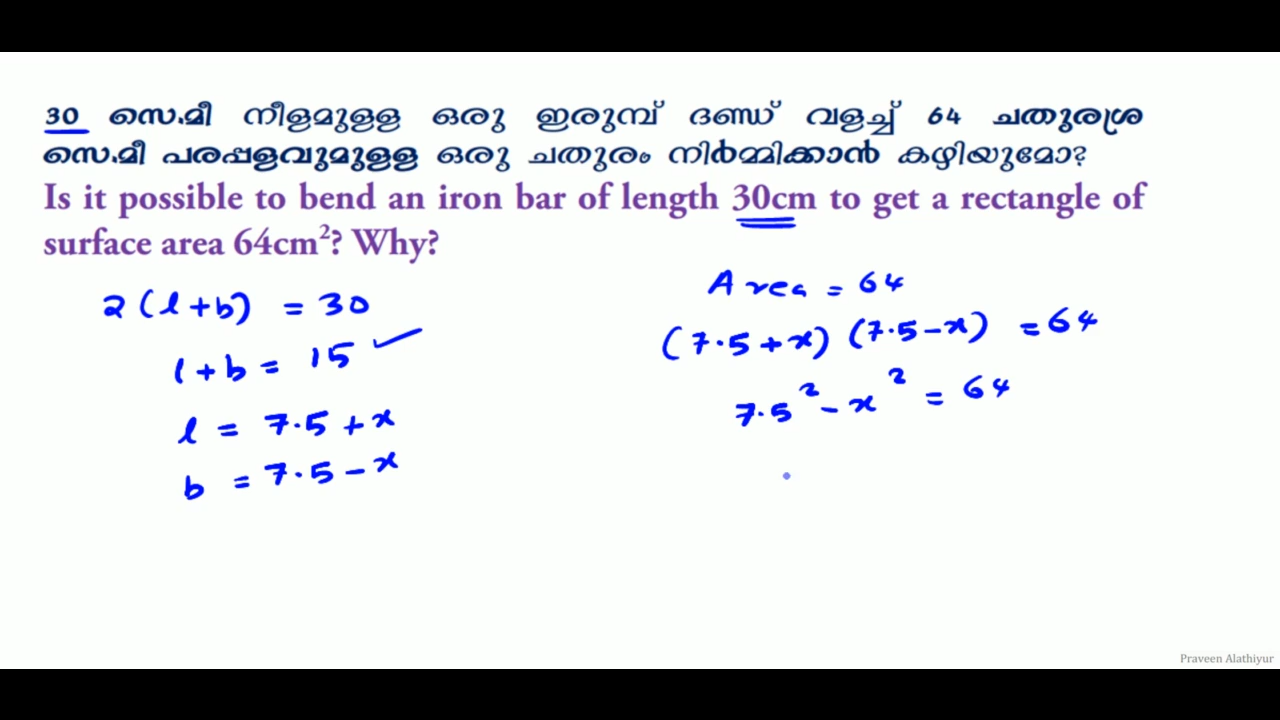 30 സെ.മീ നീളമുള്ള ഒരു ഇരുമ്പ് ദണ്ഡ് വളച്ച് 64 ചതുരശ്ര
സെ.മീ പരപ്പളവുമുള്ള ഒരു ചതുരം നിർമ്മിക്കാൻ കഴിയുമോ?
Is it possible to bend an iron bar of length 30cm to get a rectangle of
surface area 64cm²? Why?
2(l+b) = 30
l+b = 15 ✓
l = 7.5+x
b = 7.5-x
Area = 64
(7.5+x)(7.5-x) = 64
7.5² - x² = 64
Praveen Alathiyur